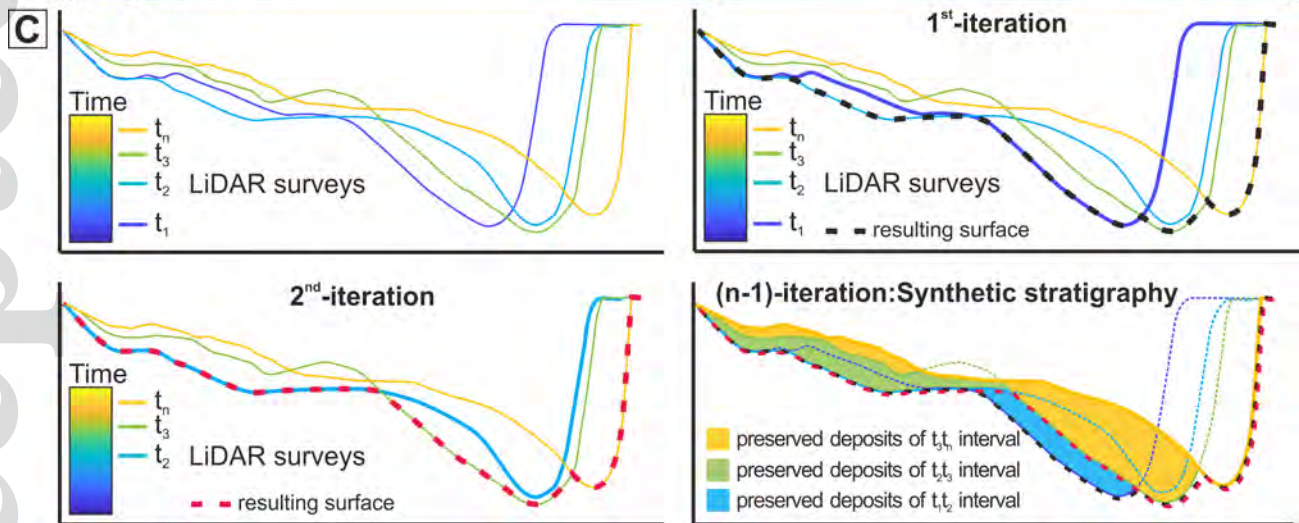 C
Time
tn
t3
t2
t1
LiDAR surveys
1st-iteration
Time
tn
t3
t2
t1
LiDAR surveys
resulting surface
2nd-iteration
Time
tn
t3
t2
LiDAR surveys
resulting surface
(n-1)-iteration:Synthetic stratigraphy
preserved deposits of t3tn interval
preserved deposits of t2t3 interval
preserved deposits of t1t2 interval